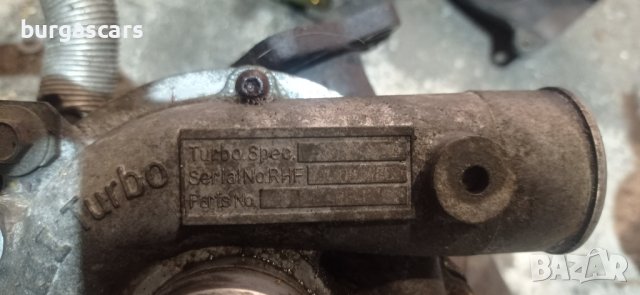 burgascars
Turbo
Turbo.Spec.
Serial No.RHF
Parts No.
BAZAR